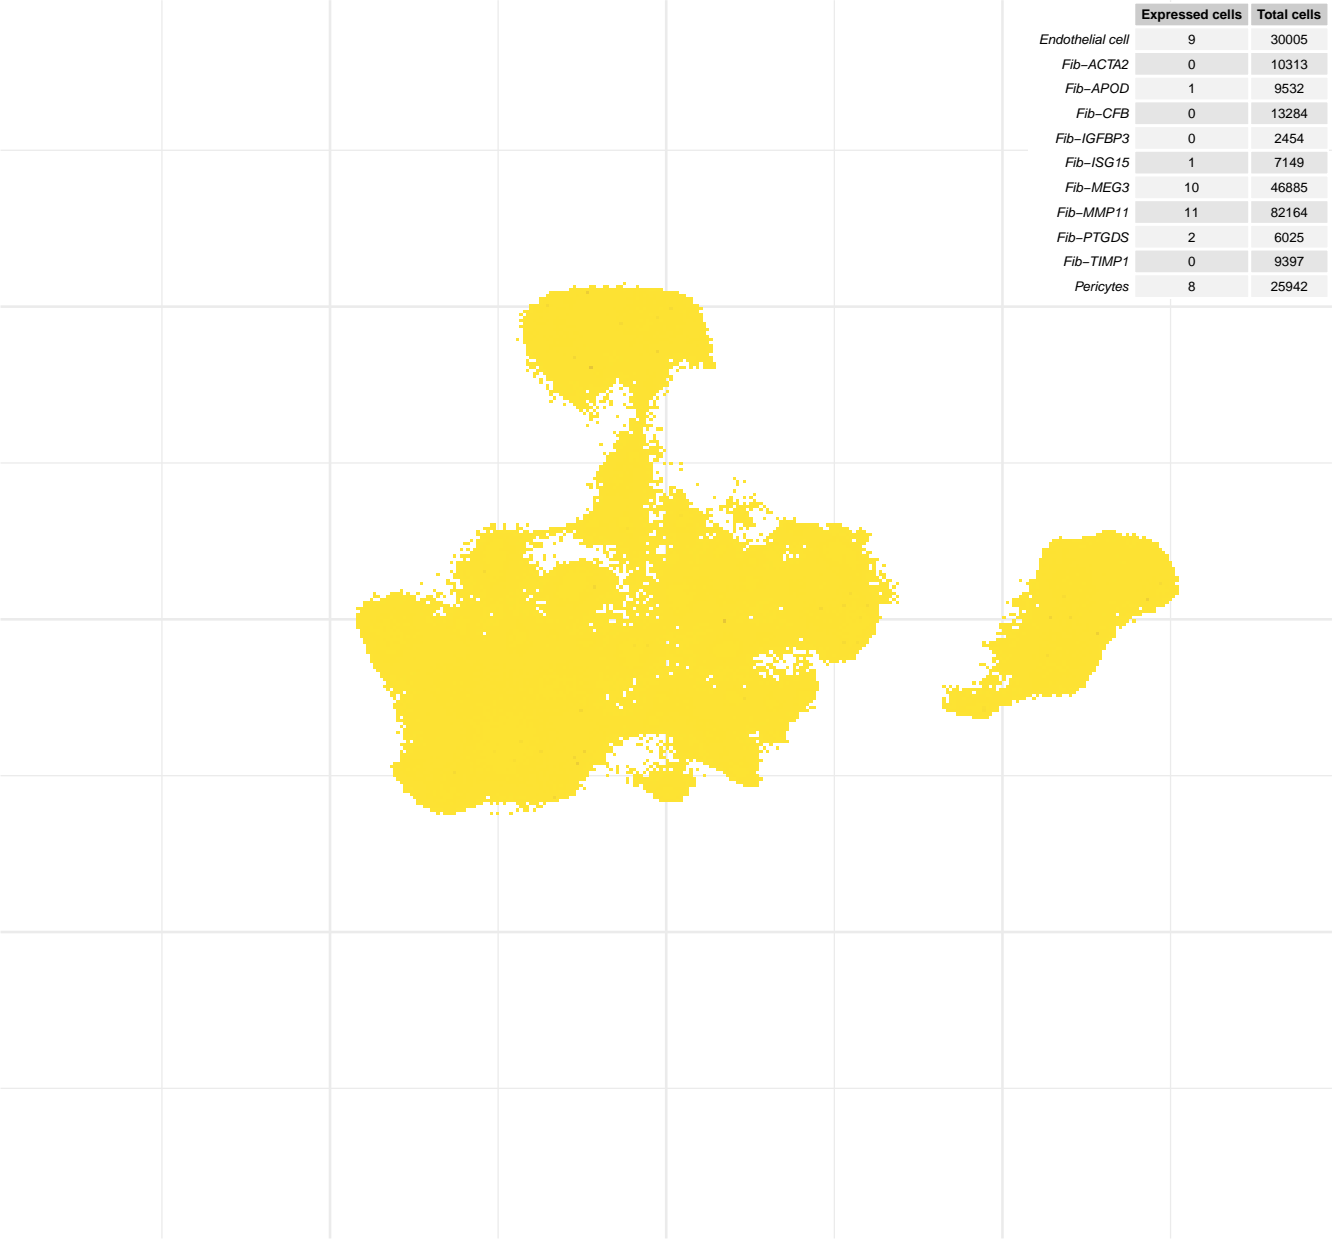 Expressed cells Total cells
Endothelial cell 9 30005
Fib−ACTA2 0 10313
Fib−APOD 1 9532
Fib−CFB 0 13284
Fib−IGFBP3 0 2454
Fib−ISG15 1 7149
Fib−MEG3 10 46885
Fib−MMP11 11 82164
Fib−PTGDS 2 6025
Fib−TIMP1 0 9397
Pericytes 8 25942